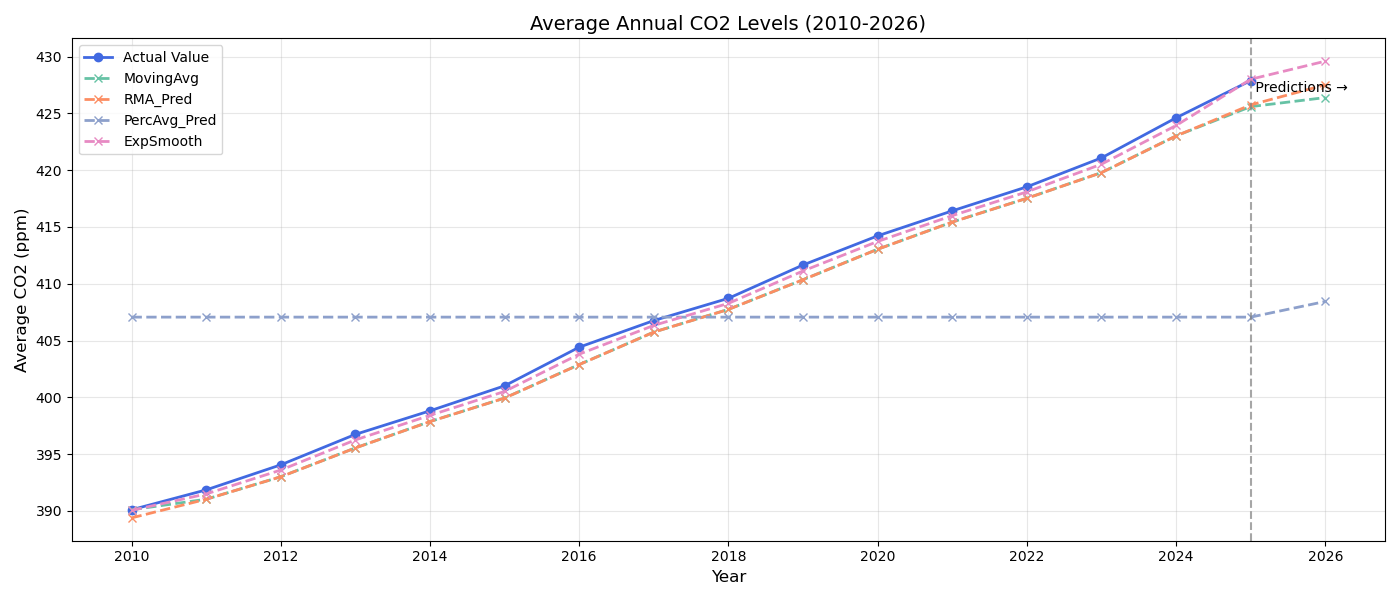 Average Annual CO2 Levels (2010-2026)
Actual Value
MovingAvg
RMA_Pred
PercAvg_Pred
ExpSmooth
Predictions →
Average CO2 (ppm)
430
425
420
415
410
405
400
395
390
2010 2012 2014 2016 2018 2020 2022 2024 2026
Year